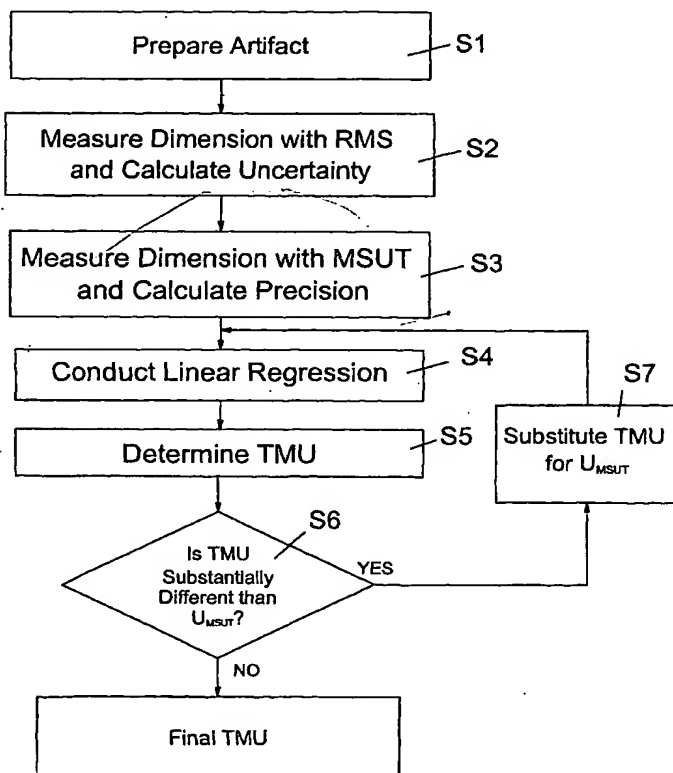 Prepare Artifact
S1
Measure Dimension with RMS
and Calculate Uncertainty
S2
Measure Dimension with MSUT
and Calculate Precision
S3
Conduct Linear Regression
S4
Determine TMU
S5
S7
Substitute TMU
for UMSUT
S6
Is TMU
Substantially
Different than
UMSUT?
YES
NO
Final TMU